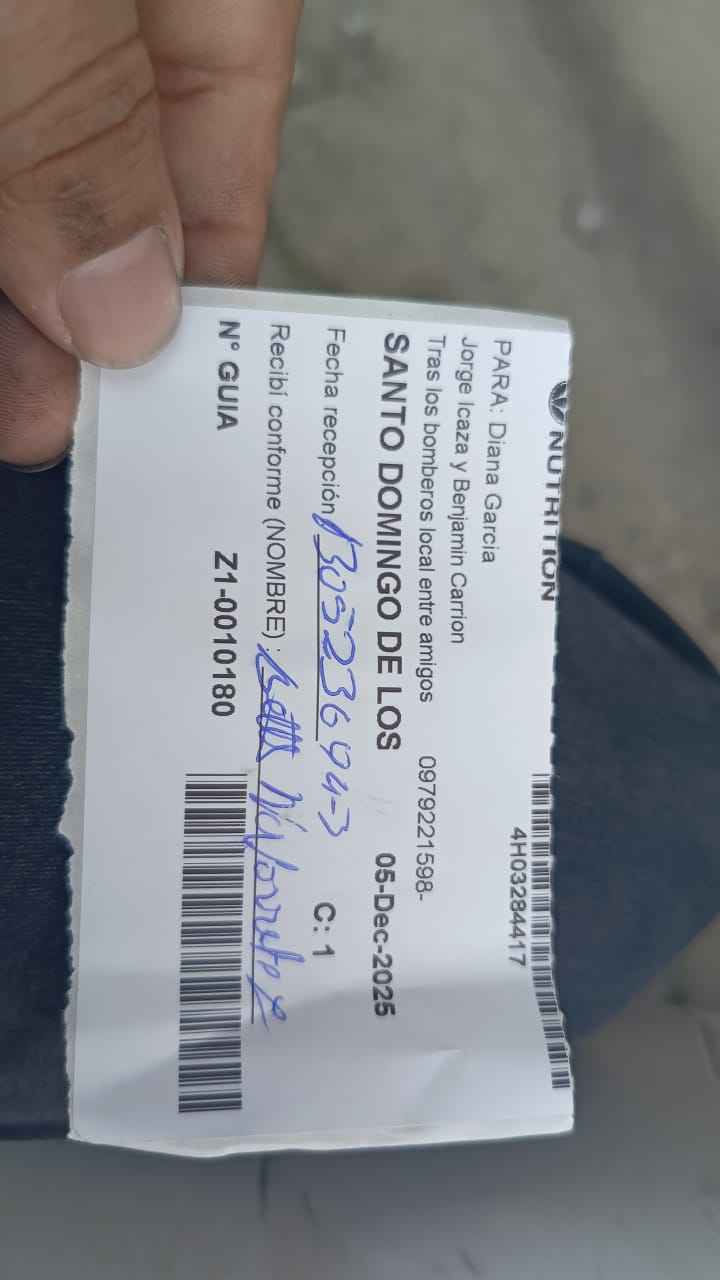 NUTRITION
4H03284417
PARA: Diana Garcia
Jorge Icaza y Benjamin Carrion
Tras los bomberos local entre amigos 0979221598-
SANTO DOMINGO DE LOS 05-Dec-2025
Fecha recepción C: 1
Recibí conforme (NOMBRE) :
N° GUIA Z1-0010180